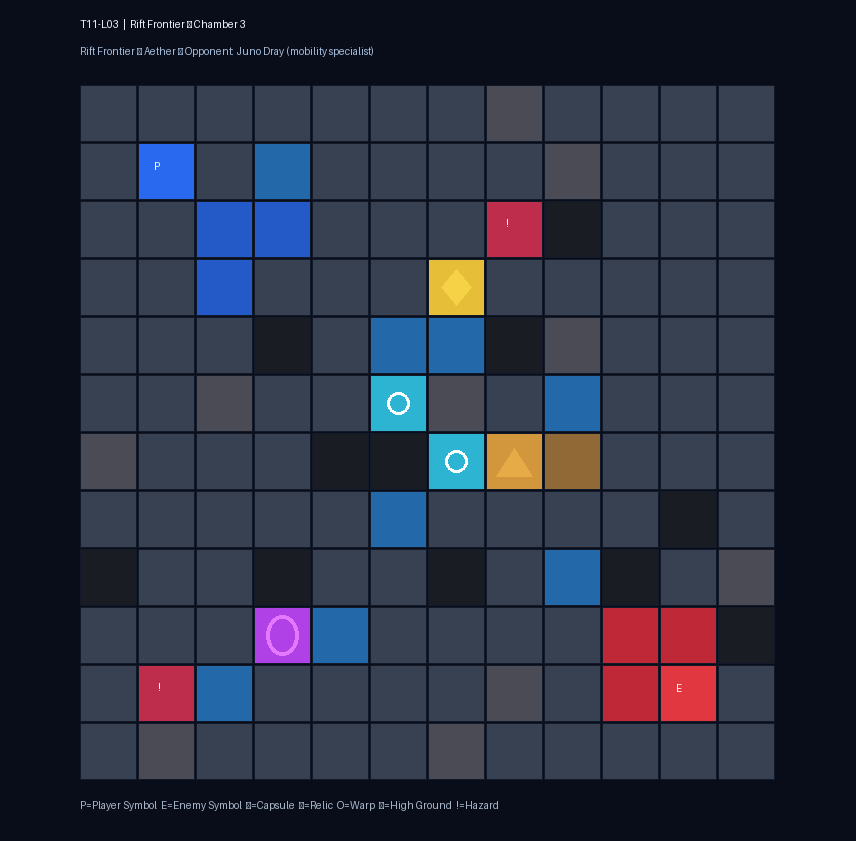 T11-L03 | Rift Frontier ▯ Chamber 3
Rift Frontier ▯ Aether ▯ Opponent: Juno Dray (mobility specialist)
P
!
!
E
P=Player Symbol E=Enemy Symbol ▯=Capsule ▯=Relic O=Warp ▯=High Ground !=Hazard